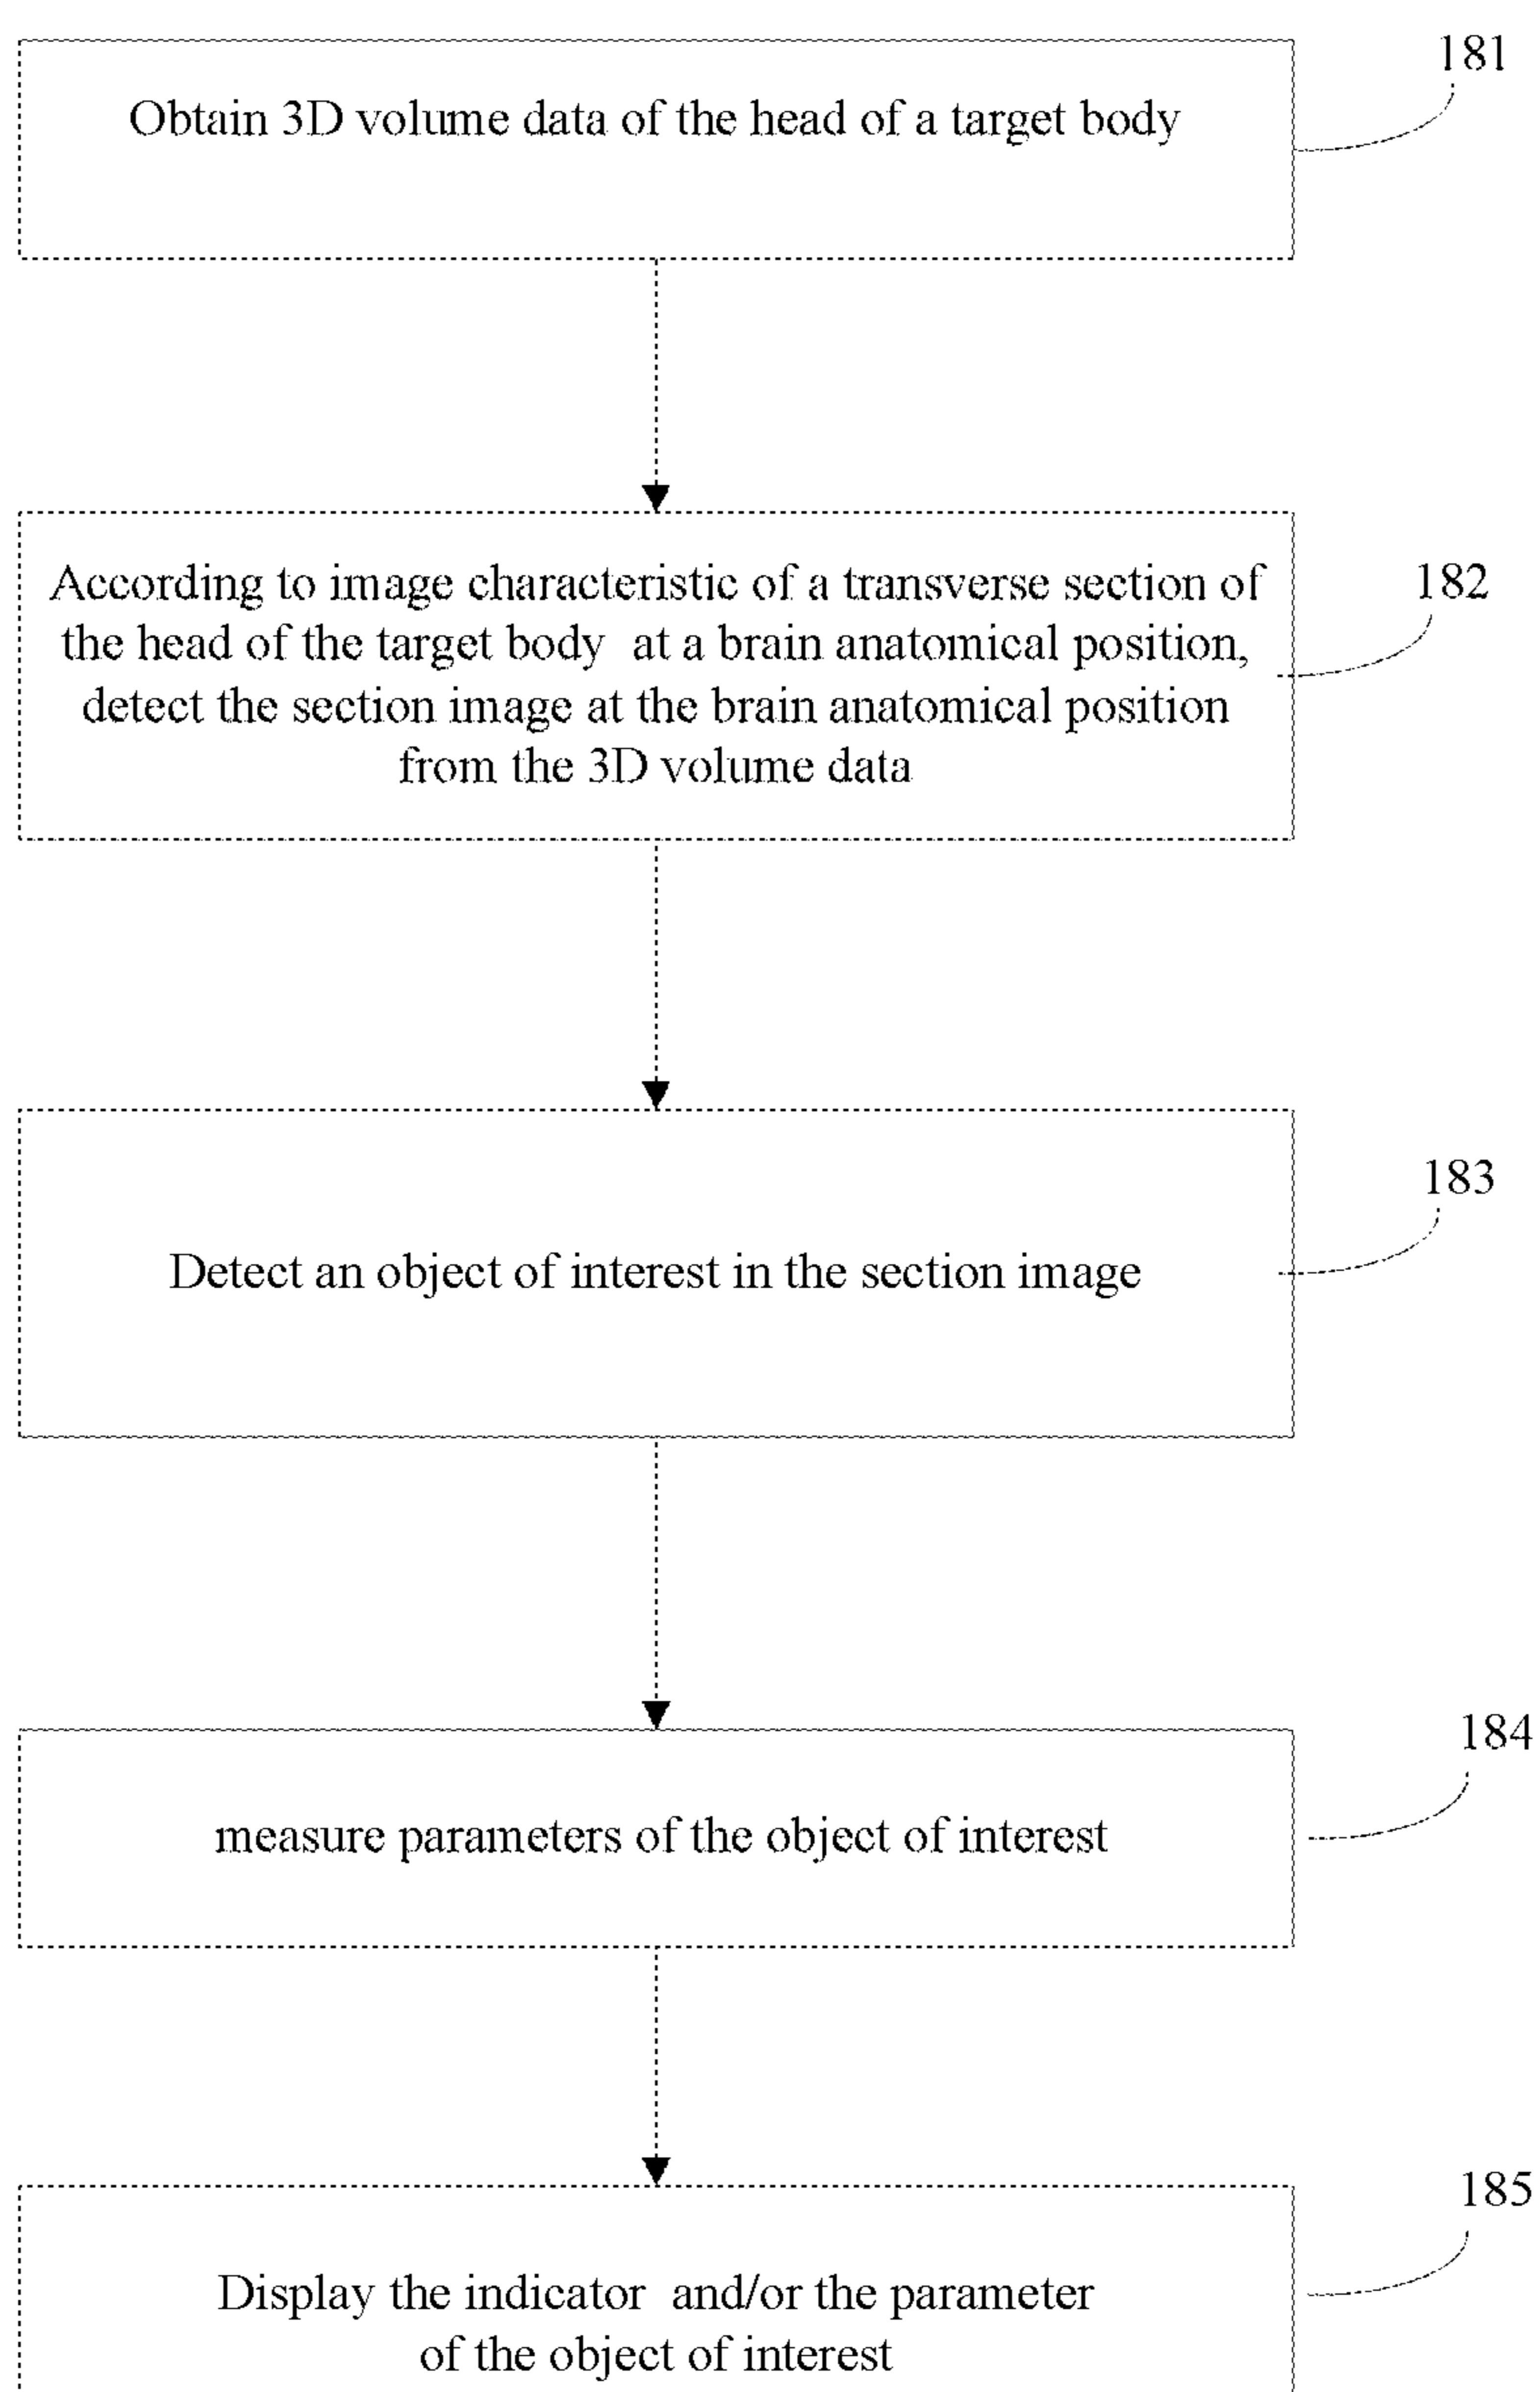 181
Obtain 3D volume data of the head of a target body
182
According to image characteristic of a transverse section of
the head of the target body at a brain anatomical position,
detect the section image at the brain anatomical position
from the 3D volume data
183
Detect an object of interest in the section image
184
measure parameters of the object of interest
185
Display the indicator and/or the parameter
of the object of interest